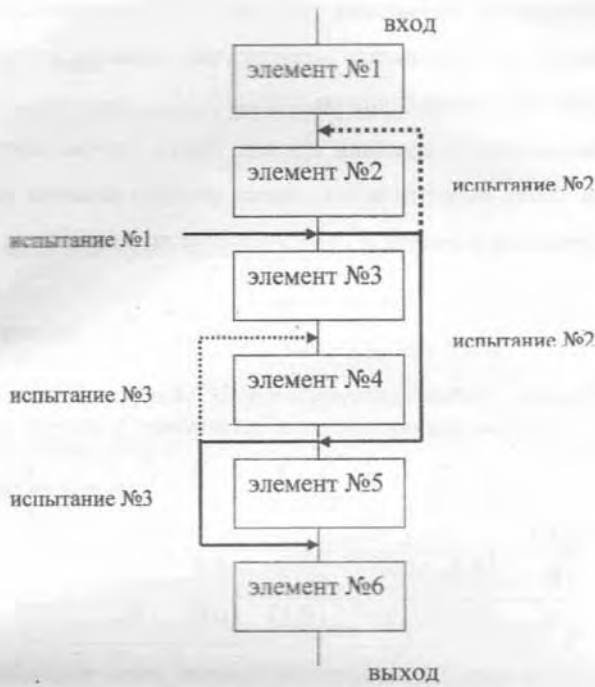 вход
элемент №1
элемент №2
испытание №2
испытание №1
элемент №3
испытание №2
элемент №4
испытание №3
элемент №5
испытание №3
элемент №6
выход